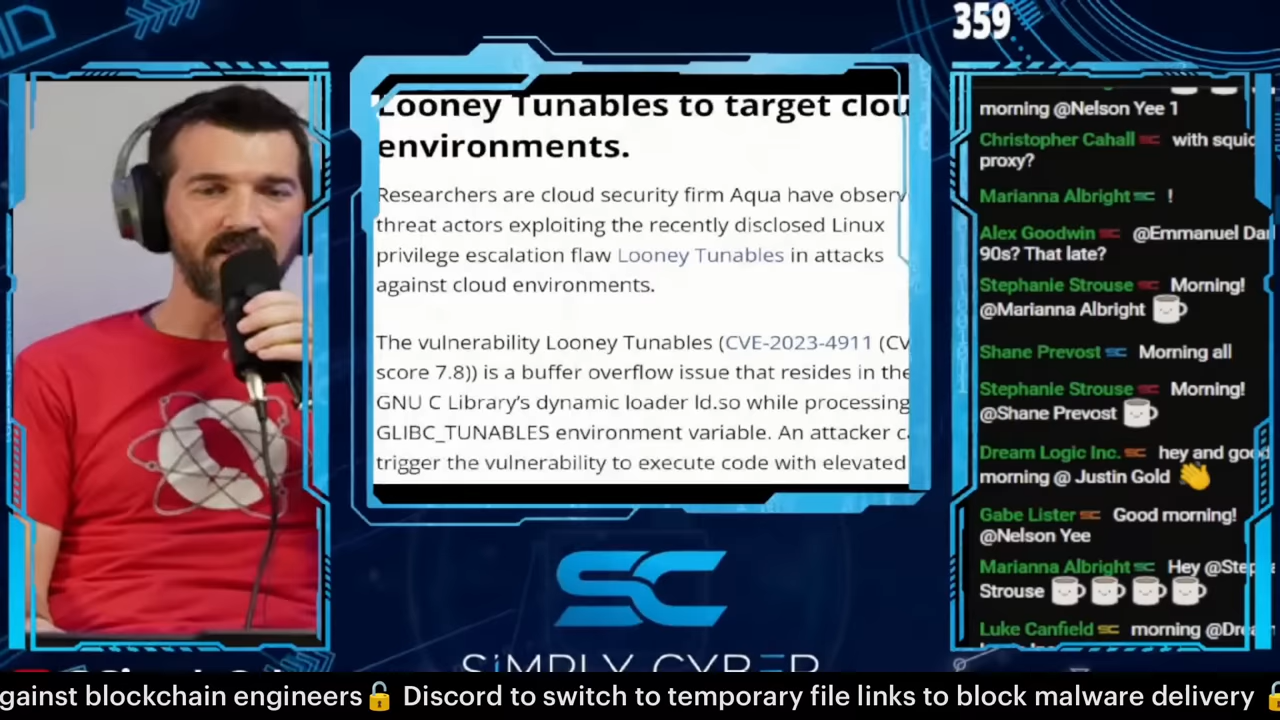 359
Looney Tunables to target clou
environments.
Researchers are cloud security firm Aqua have observ
threat actors exploiting the recently disclosed Linux
privilege escalation flaw Looney Tunables in attacks
against cloud environments.
The vulnerability Looney Tunables (CVE-2023-4911 (CV
score 7.8)) is a buffer overflow issue that resides in the
GNU C Library's dynamic loader ld.so while processing
GLIBC_TUNABLES environment variable. An attacker c
trigger the vulnerability to execute code with elevated
SC
SIMPLY CYBER
morning @Nelson Yee 1
Christopher Cahall with squid
proxy?
Marianna Albright !
Alex Goodwin @Emmanuel Dan
90s? That late?
Stephanie Strouse Morning!
@Marianna Albright
Shane Prevost Morning all
Stephanie Strouse Morning!
@Shane Prevost
Dream Logic Inc. hey and good
morning @ Justin Gold 👋
Gabe Lister Good morning!
@Nelson Yee
Marianna Albright Hey @Step
Strouse
Luke Canfield morning @Drea
gainst blockchain engineers🔓 Discord to switch to temporary file links to block malware delivery 🔓